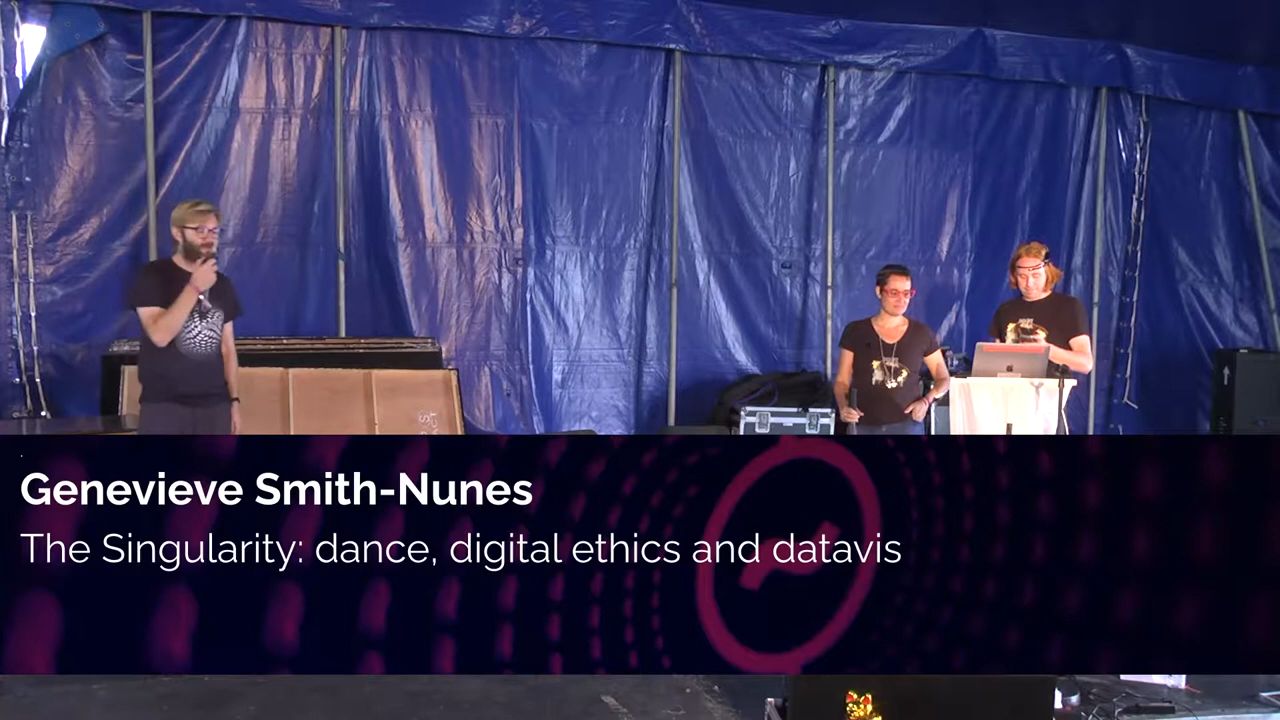 Genevieve Smith-Nunes
The Singularity: dance, digital ethics and datavis